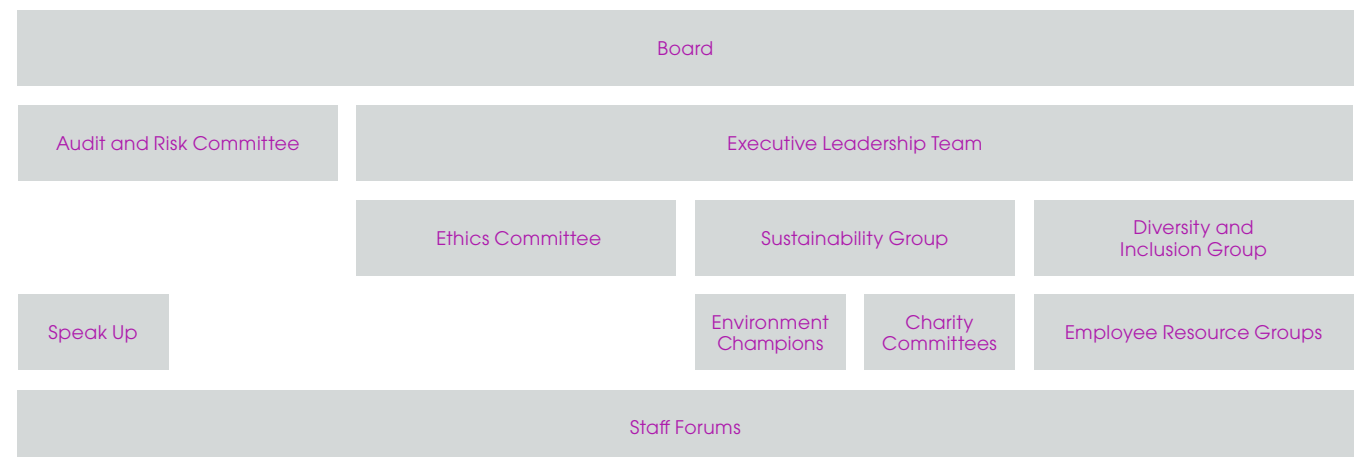 Board
Audit and Risk Committee
Executive Leadership Team
Ethics Committee
Sustainability Group
Diversity and
Inclusion Group
Speak Up
Environment
Champions
Charity
Committees
Employee Resource Groups
Staff Forums